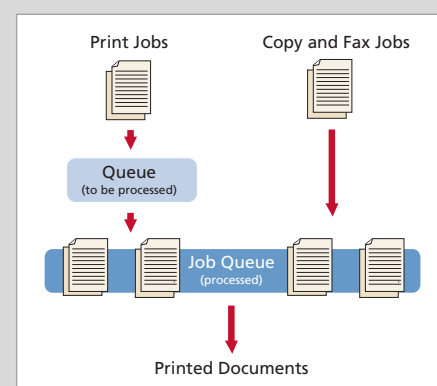 Print Jobs
Copy and Fax Jobs
Queue
(to be processed)
Job Queue
(processed)
Printed Documents